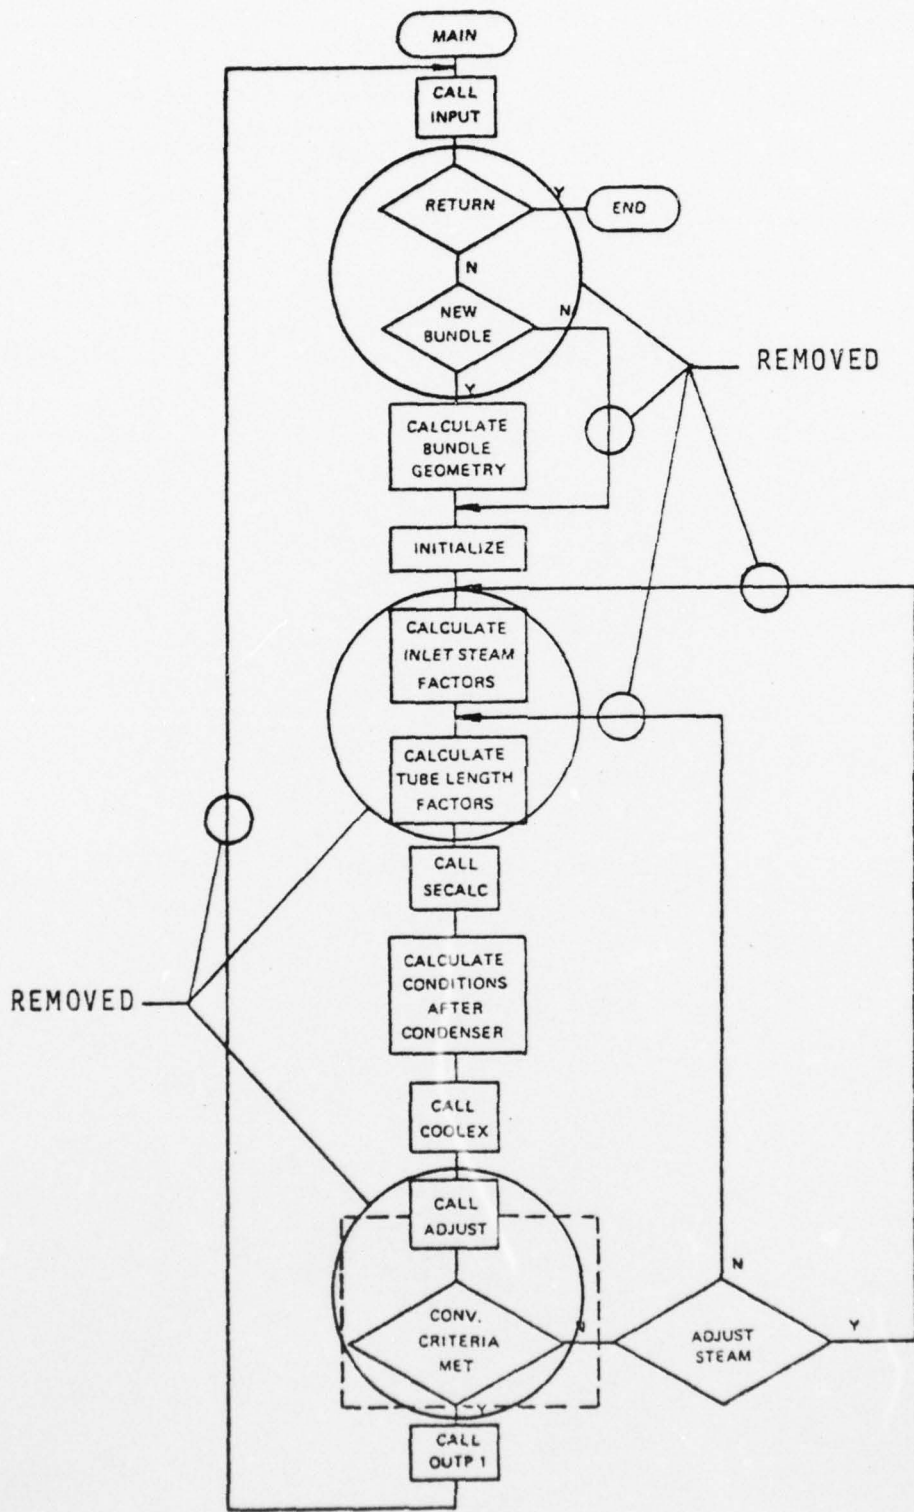 MAIN
CALL
INPUT
RETURN
Y
END
N
NEW
BUNDLE
N
REMOVED
Y
CALCULATE
BUNDLE
GEOMETRY
INITIALIZE
CALCULATE
INLET STEAM
FACTORS
CALCULATE
TUBE LENGTH
FACTORS
CALL
SECALC
CALCULATE
CONDITIONS
AFTER
CONDENSER
REMOVED
CALL
COOLEX
CALL
ADJUST
CONV.
CRITERIA
MET
N
ADJUST
STEAM
N
Y
Y
CALL
OUTP 1